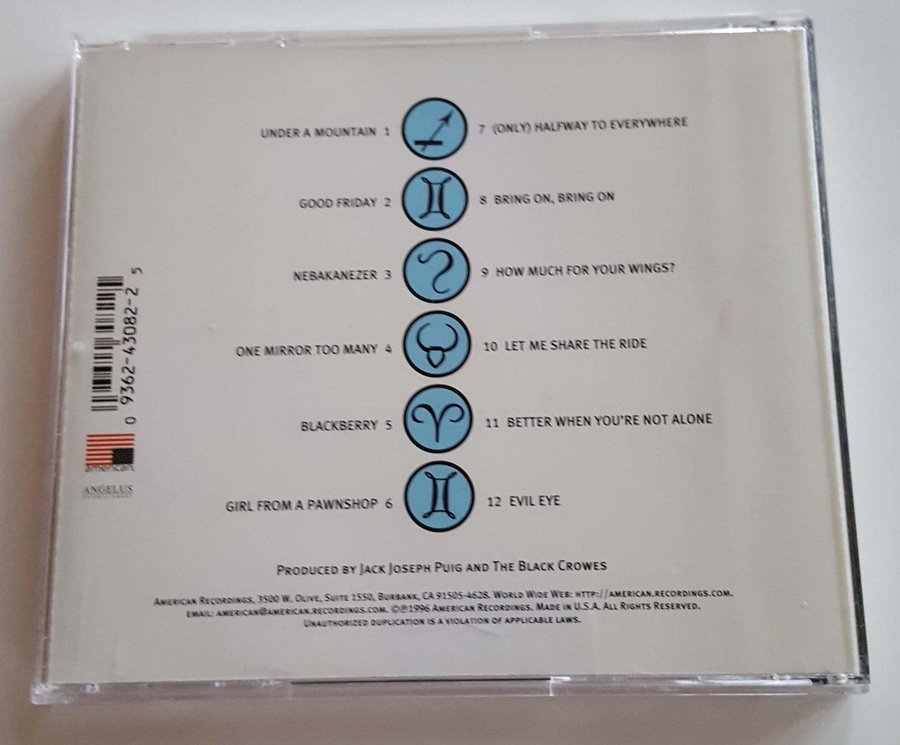 UNDER A MOUNTAIN 1
GOOD FRIDAY 2
NEBAKANEZER 3
ONE MIRROR TOO MANY 4
BLACKBERRY 5
GIRL FROM A PAWNSHOP 6
7 (ONLY) HALFWAY TO EVERYWHERE
8 BRING ON, BRING ON
9 HOW MUCH FOR YOUR WINGS?
10 LET ME SHARE THE RIDE
11 BETTER WHEN YOU'RE NOT ALONE
12 EVIL EYE
0 9362-43082-2 5
american
ANGELUS
PRODUCED BY JACK JOSEPH PUIG AND THE BLACK CROWES
AMERICAN RECORDINGS, 3500 W. OLIVE, SUITE 1550, BURBANK, CA 91505-4628. WORLD WIDE WEB: HTTP://AMERICAN.RECORDINGS.COM.
EMAIL: AMERICAN@AMERICAN.RECORDINGS.COM. ©℗1996 AMERICAN RECORDINGS. MADE IN U.S.A. ALL RIGHTS RESERVED.
UNAUTHORIZED DUPLICATION IS A VIOLATION OF APPLICABLE LAWS.